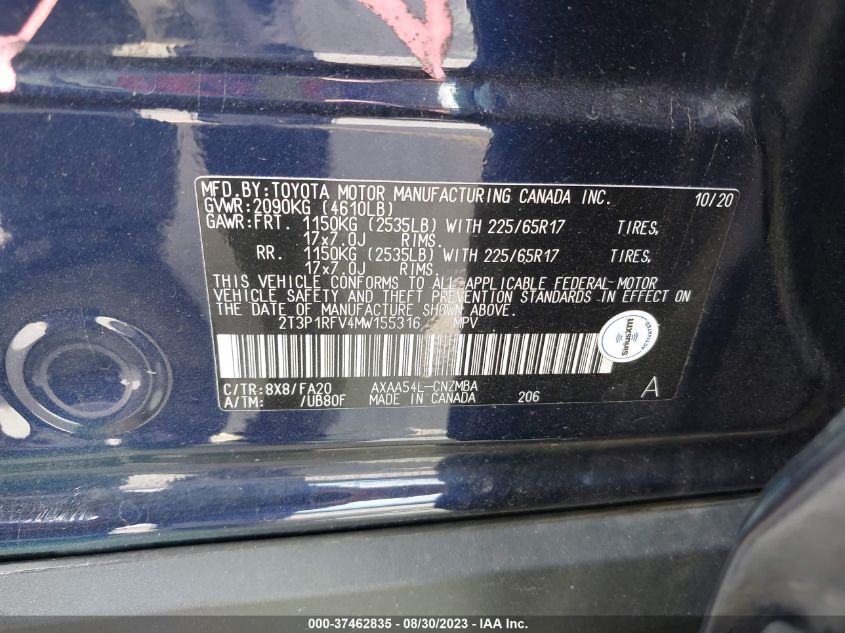 MFD.BY:TOYOTA MOTOR MANUFACTURING CANADA INC. 10/20
GVWR:2090KG (4610LB)
GAWR:FRT. 1150KG (2535LB) WITH 225/65R17 TIRES,
17x7.0J RIMS.
RR. 1150KG (2535LB) WITH 225/65R17 TIRES,
17x7.0J RIMS.
THIS VEHICLE CONFORMS TO ALL APPLICABLE FEDERAL MOTOR
VEHICLE SAFETY AND THEFT PREVENTION STANDARDS IN EFFECT ON
THE DATE OF MANUFACTURE SHOWN ABOVE.
2T3P1RFV4MW155316 MPV
siriusxm
ACTIVATED
C/TR:8X8/FA20 AXAA54L-CNZMBA A
A/TM: /UB80F MADE IN CANADA 206
000-37462835 - 08/30/2023 - IAA Inc.